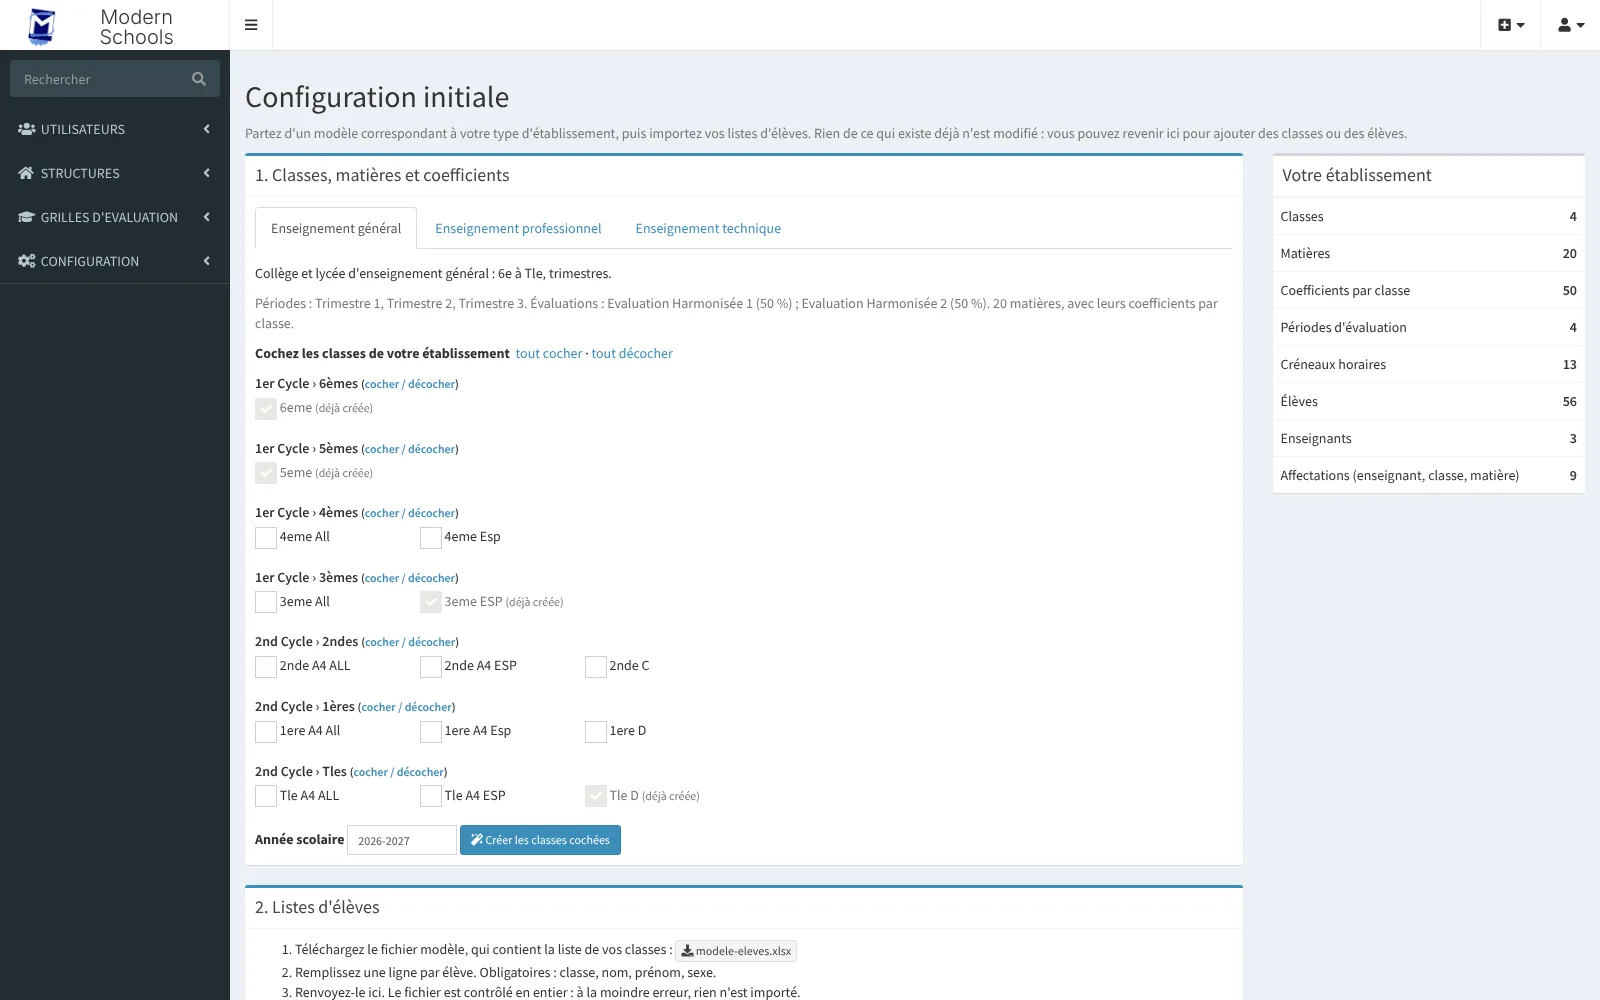 Modern
Schools
Rechercher
UTILISATEURS
STRUCTURES
GRILLES D'EVALUATION
CONFIGURATION
Configuration initiale
Partez d'un modèle correspondant à votre type d'établissement, puis importez vos listes d'élèves. Rien de ce qui existe déjà n'est modifié : vous pouvez revenir ici pour ajouter des classes ou des élèves.
1. Classes, matières et coefficients
Enseignement général Enseignement professionnel Enseignement technique
Collège et lycée d'enseignement général : 6e à Tle, trimestres.
Périodes : Trimestre 1, Trimestre 2, Trimestre 3. Évaluations : Evaluation Harmonisée 1 (50 %) ; Evaluation Harmonisée 2 (50 %). 20 matières, avec leurs coefficients par
classe.
Cochez les classes de votre établissement tout cocher · tout décocher
1er Cycle › 6èmes (cocher / décocher)
6eme (déjà créée)
1er Cycle › 5èmes (cocher / décocher)
5eme (déjà créée)
1er Cycle › 4èmes (cocher / décocher)
4eme All 4eme Esp
1er Cycle › 3èmes (cocher / décocher)
3eme All 3eme ESP (déjà créée)
2nd Cycle › 2ndes (cocher / décocher)
2nde A4 ALL 2nde A4 ESP 2nde C
2nd Cycle › 1ères (cocher / décocher)
1ere A4 All 1ere A4 Esp 1ere D
2nd Cycle › Tles (cocher / décocher)
Tle A4 ALL Tle A4 ESP Tle D (déjà créée)
Année scolaire 2026-2027 Créer les classes cochées
2. Listes d'élèves
1. Téléchargez le fichier modèle, qui contient la liste de vos classes : modele-eleves.xlsx
2. Remplissez une ligne par élève. Obligatoires : classe, nom, prénom, sexe.
3. Renvoyez-le ici. Le fichier est contrôlé en entier : à la moindre erreur, rien n'est importé.
Votre établissement
Classes 4
Matières 20
Coefficients par classe 50
Périodes d'évaluation 4
Créneaux horaires 13
Élèves 56
Enseignants 3
Affectations (enseignant, classe, matière) 9